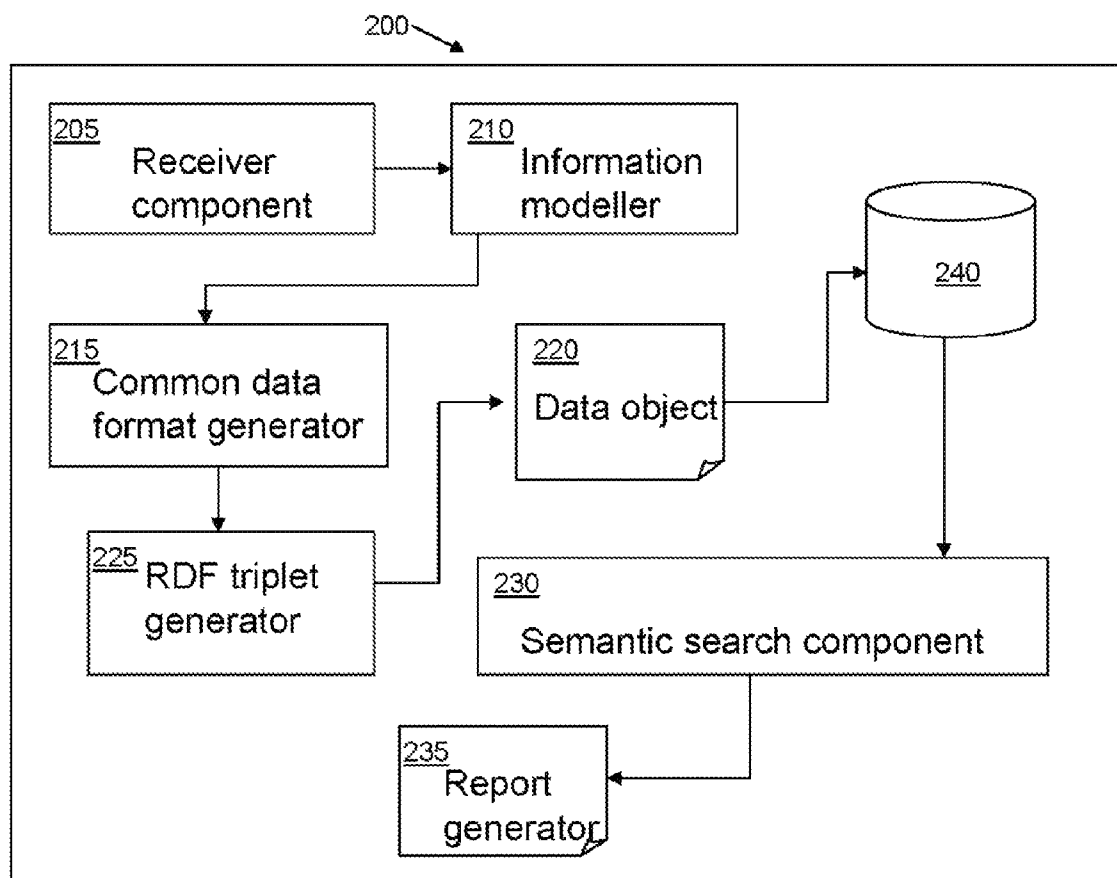 200
205
Receiver
component
210
Information
modeller
240
215
Common data
format generator
220
Data object
225
RDF triplet
generator
230
Semantic search component
235
Report
generator